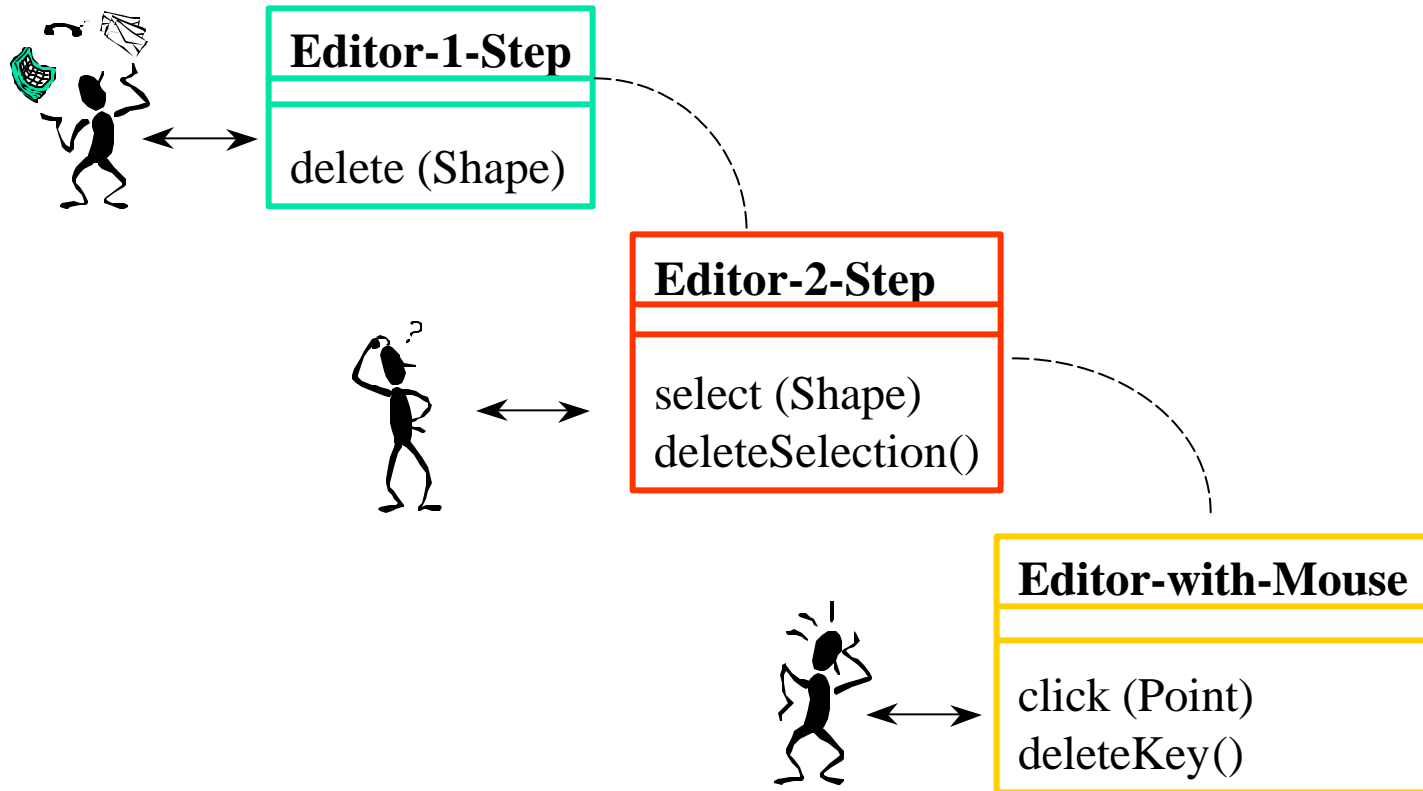 Editor-1-Step
delete (Shape)
?
Editor-2-Step
select (Shape)
deleteSelection()
!
Editor-with-Mouse
click (Point)
deleteKey()